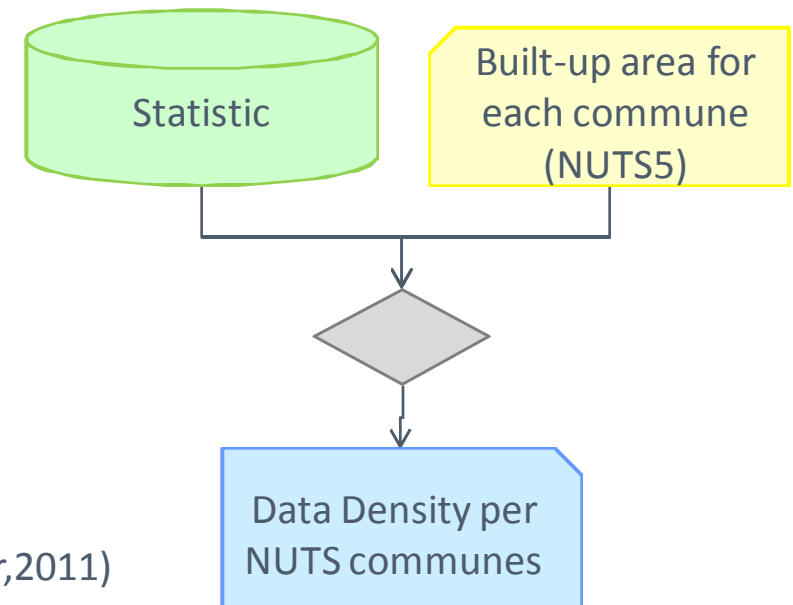 Statistic
Built-up area for
each commune
(NUTS5)
Data Density per
NUTS communes
r,2011)